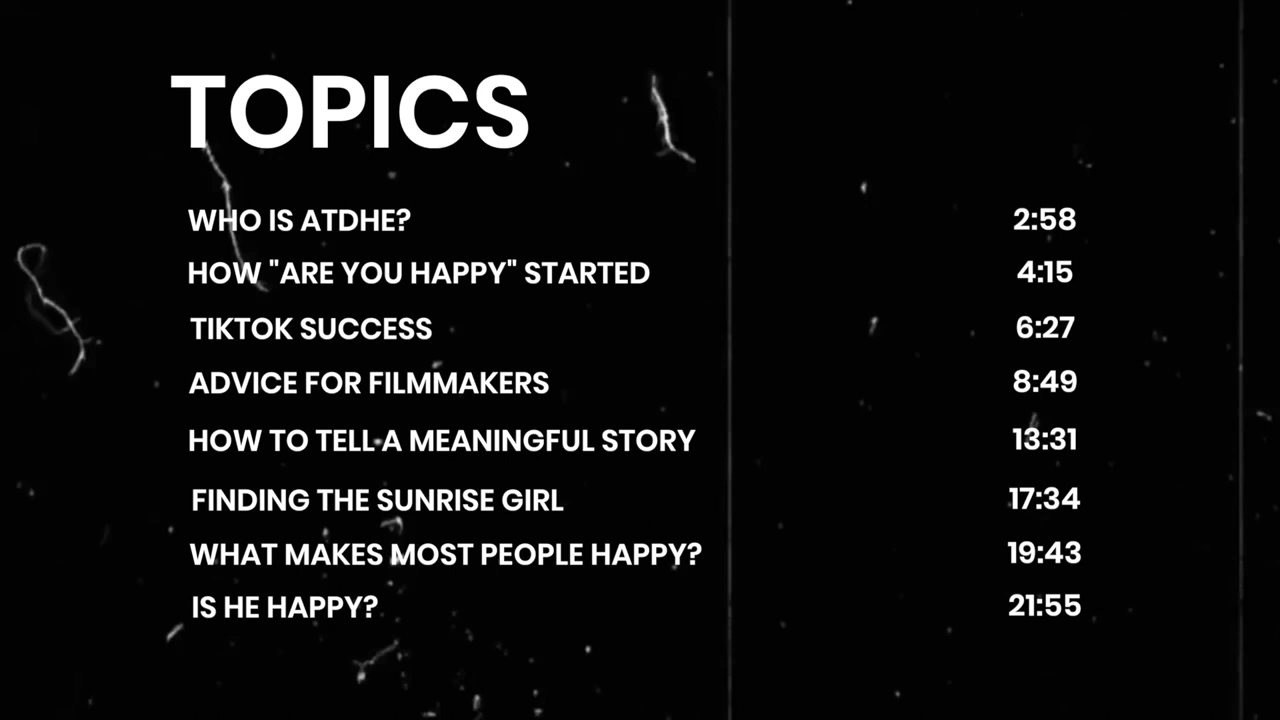 TOPICS
WHO IS ATDHE? 2:58
HOW "ARE YOU HAPPY" STARTED 4:15
TIKTOK SUCCESS 6:27
ADVICE FOR FILMMAKERS 8:49
HOW TO TELL A MEANINGFUL STORY 13:31
FINDING THE SUNRISE GIRL 17:34
WHAT MAKES MOST PEOPLE HAPPY? 19:43
IS HE HAPPY? 21:55